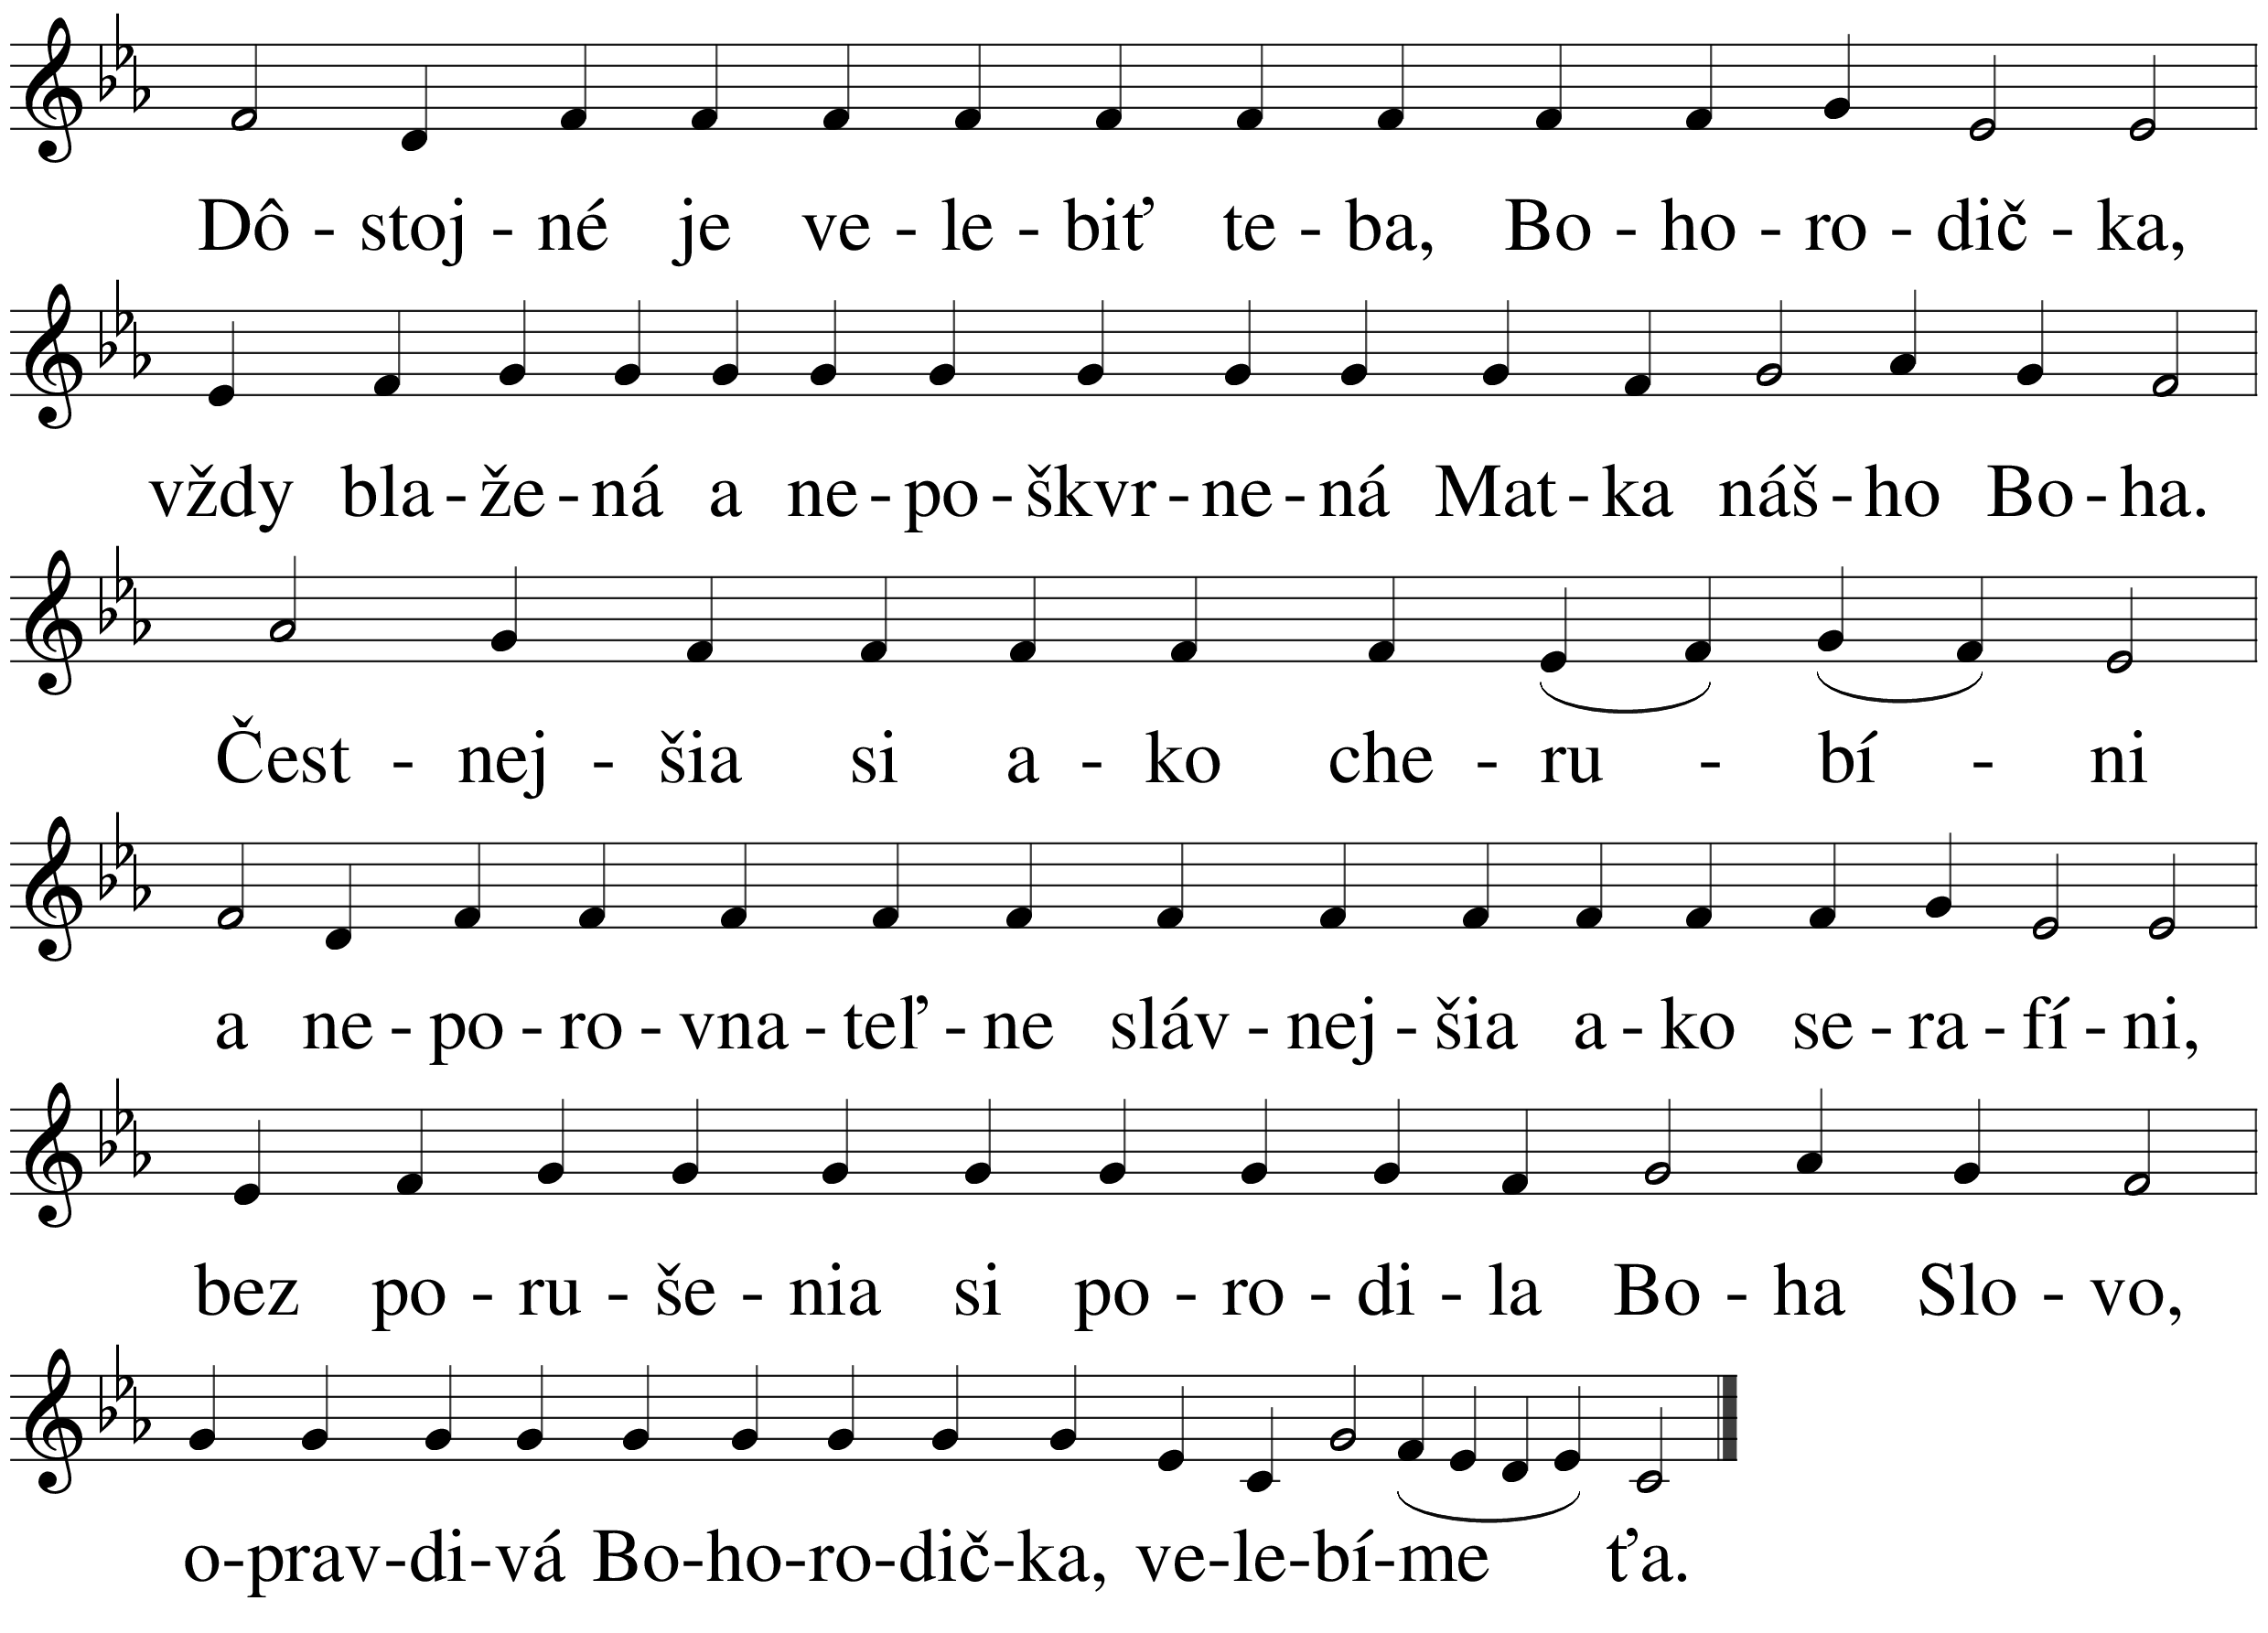 Dô - stoj - né je ve - le - biť te - ba, Bo - ho - ro - dič - ka,
vždy bla - že - ná a ne - po - škvr - ne - ná Mat - ka náš - ho Bo - ha.
Čest - nej - šia si a - ko che - ru - bí - ni
a ne - po - ro - vna - teľ - ne sláv - nej - šia a - ko se - ra - fí - ni,
bez po - ru - še - nia si po - ro - di - la Bo - ha Slo - vo,
o-prav-di-vá Bo-ho-ro-dič-ka, ve-le-bí-me ťa.